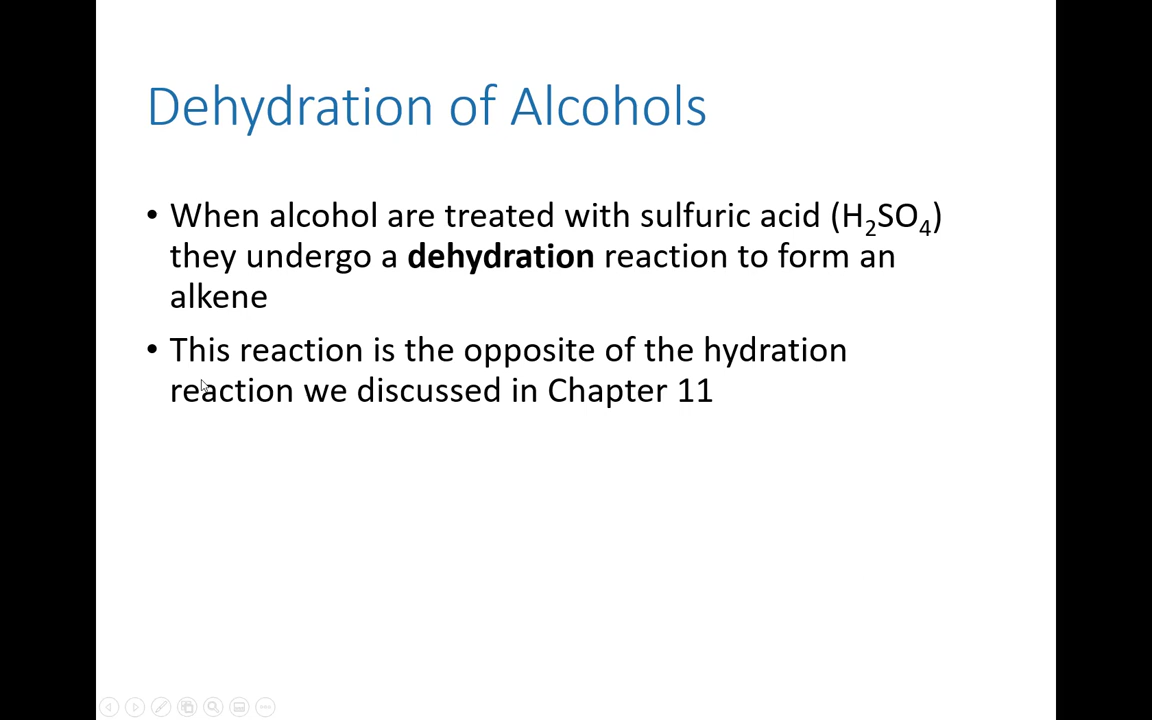 Dehydration of Alcohols
• When alcohol are treated with sulfuric acid (H₂SO₄)
they undergo a dehydration reaction to form an
alkene
• This reaction is the opposite of the hydration
reaction we discussed in Chapter 11